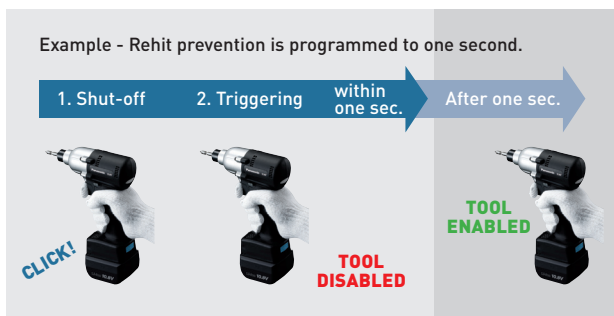 Example - Rehit prevention is programmed to one second.
1. Shut-off
2. Triggering
within
one sec.
After one sec.
CLICK!
TOOL
DISABLED
TOOL
ENABLED